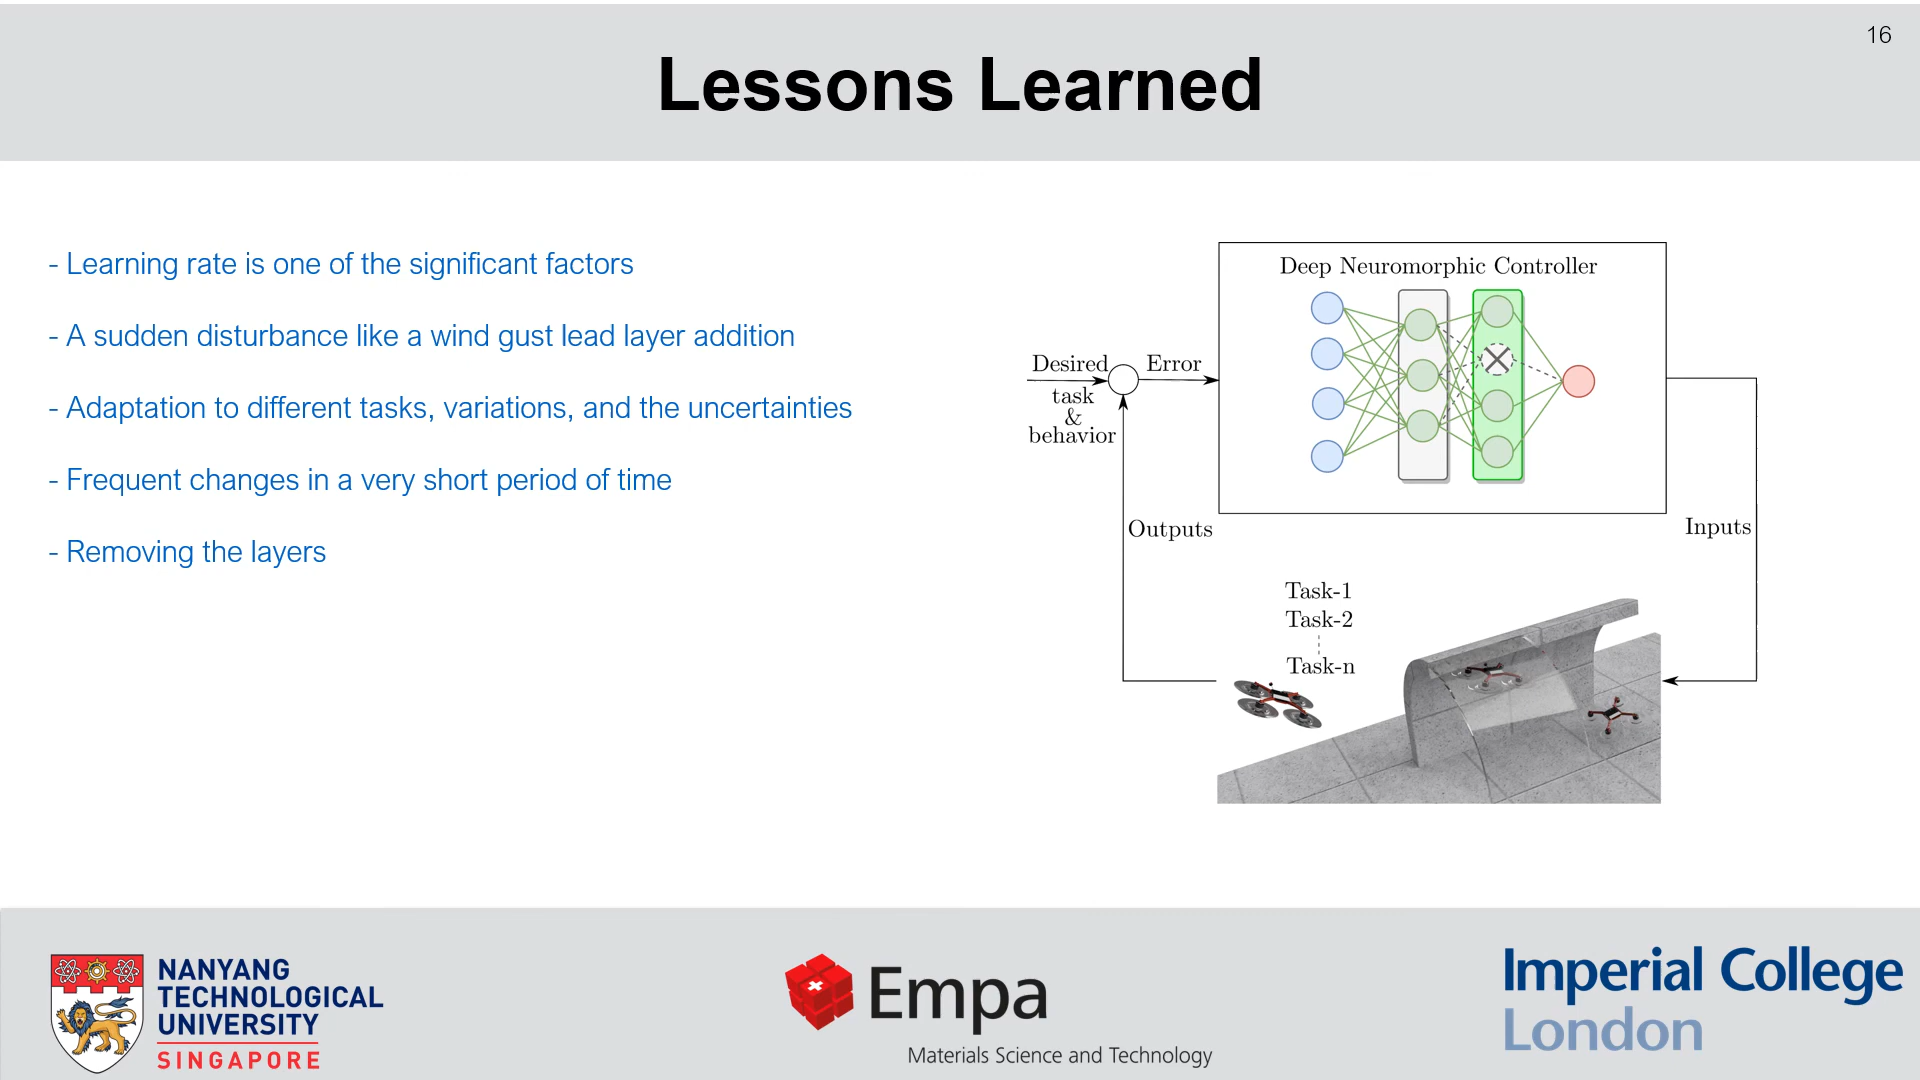 16
Lessons Learned
- Learning rate is one of the significant factors
- A sudden disturbance like a wind gust lead layer addition
- Adaptation to different tasks, variations, and the uncertainties
- Frequent changes in a very short period of time
- Removing the layers
Deep Neuromorphic Controller
Desired
task
&
behavior
Error
Outputs
Inputs
Task-1
Task-2
Task-n
NANYANG
TECHNOLOGICAL
UNIVERSITY
SINGAPORE
Empa
Materials Science and Technology
Imperial College
London